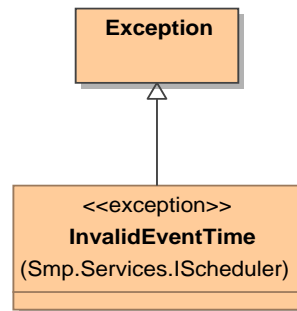 Exception
<<exception>>
InvalidEventTime
(Smp.Services.IScheduler)